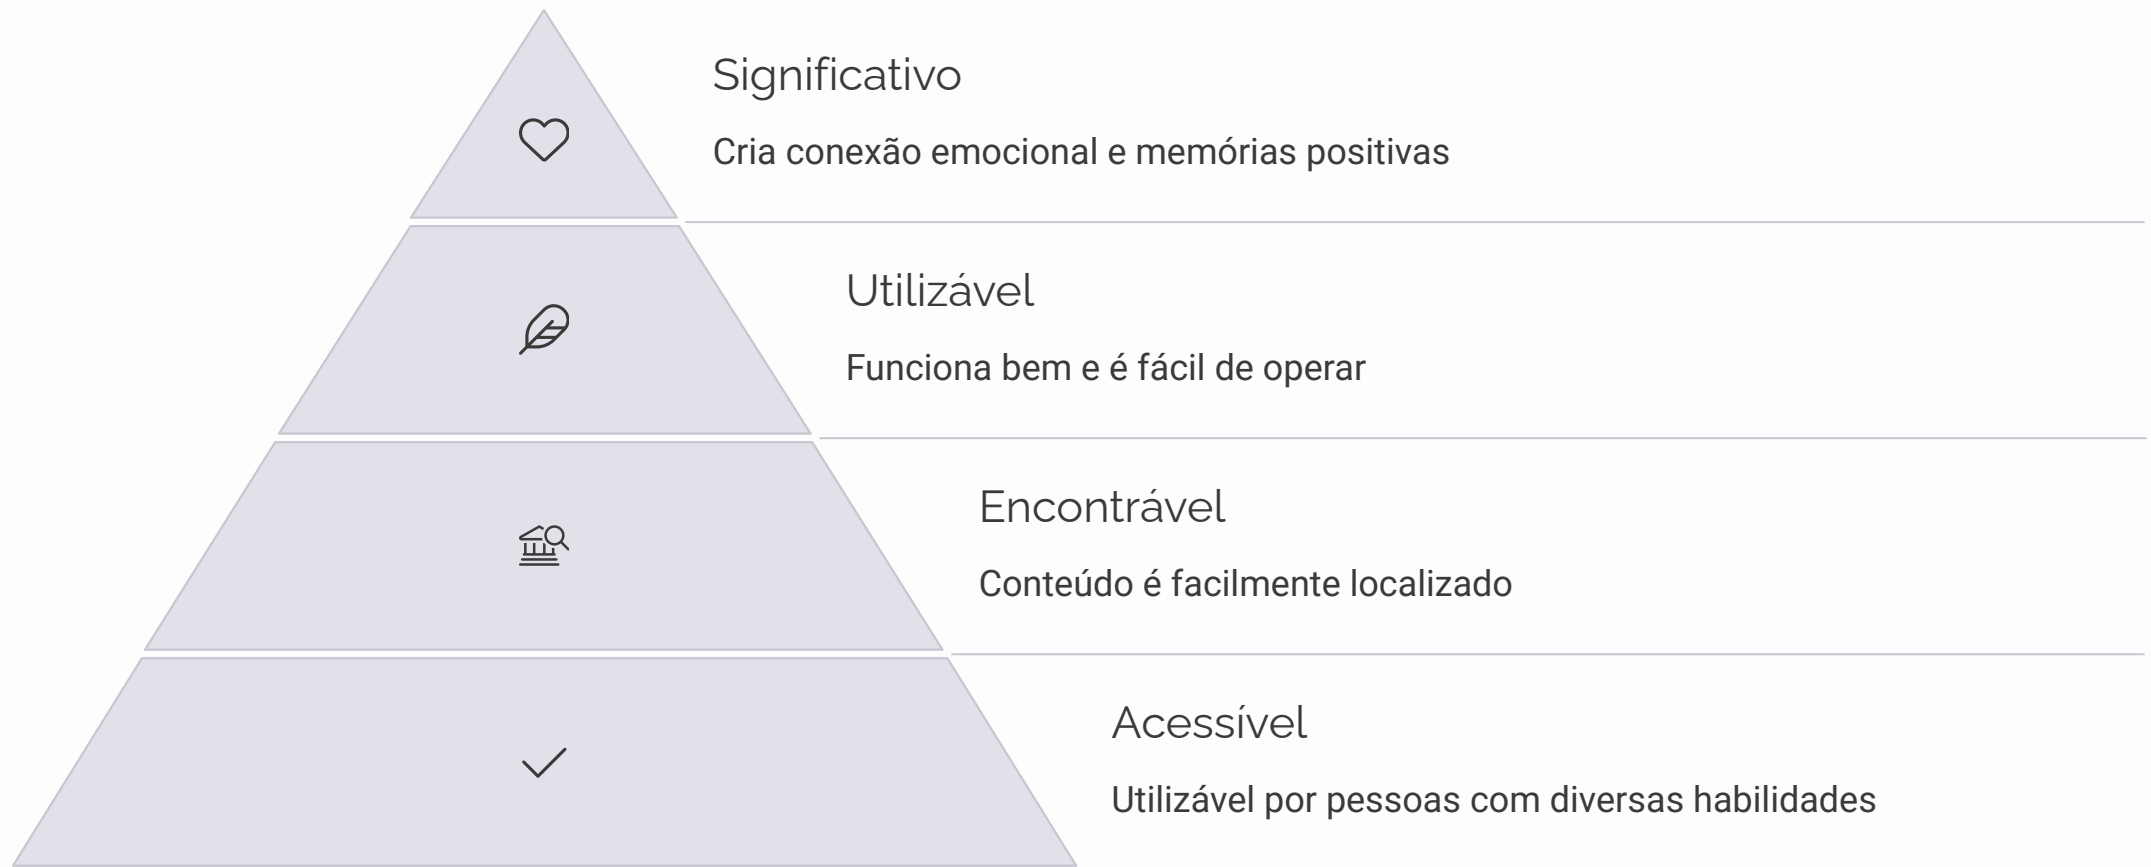 Significativo
Cria conexão emocional e memórias positivas
Utilizável
Funciona bem e é fácil de operar
Encontrável
Conteúdo é facilmente localizado
Acessível
Utilizável por pessoas com diversas habilidades